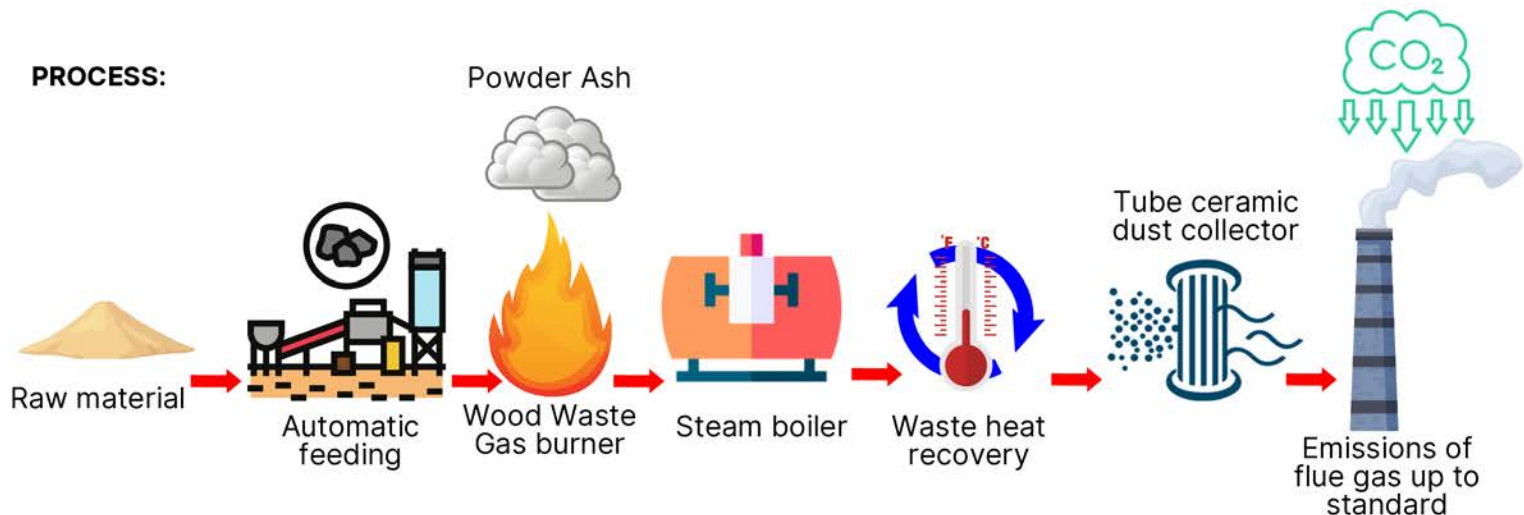 PROCESS:
Powder Ash
CO₂
Tube ceramic
dust collector
°F °C
Raw material
Automatic
feeding
Wood Waste
Gas burner
Steam boiler
Waste heat
recovery
Emissions of
flue gas up to
standard